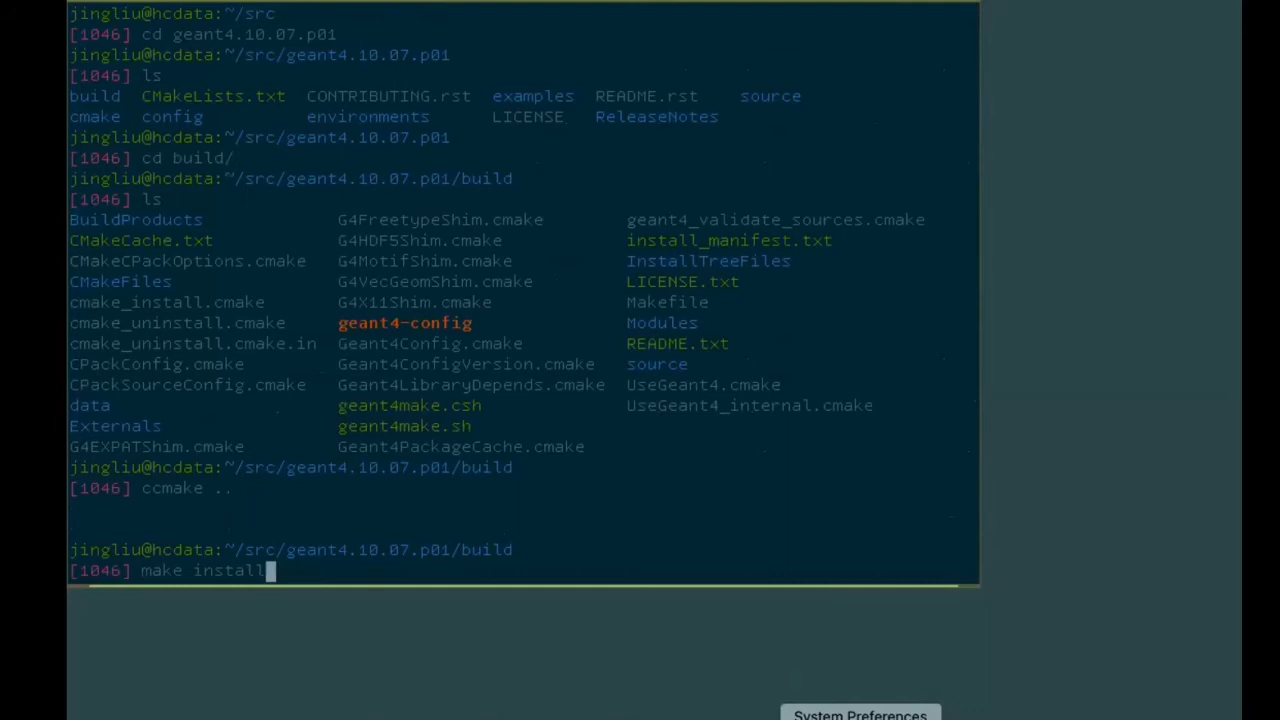 jingliu@hcdata:~/src
[1046] cd geant4.10.07.p01
jingliu@hcdata:~/src/geant4.10.07.p01
[1046] ls
build CMakeLists.txt CONTRIBUTING.rst examples README.rst source
cmake config environments LICENSE ReleaseNotes
jingliu@hcdata:~/src/geant4.10.07.p01
[1046] cd build/
jingliu@hcdata:~/src/geant4.10.07.p01/build
[1046] ls
BuildProducts G4FreetypeShim.cmake geant4_validate_sources.cmake
CMakeCache.txt G4HDF5Shim.cmake install_manifest.txt
CMakeCPackOptions.cmake G4MotifShim.cmake InstallTreeFiles
CMakeFiles G4VecGeomShim.cmake LICENSE.txt
cmake_install.cmake G4X11Shim.cmake Makefile
cmake_uninstall.cmake geant4-config Modules
cmake_uninstall.cmake.in Geant4Config.cmake README.txt
CPackConfig.cmake Geant4ConfigVersion.cmake source
CPackSourceConfig.cmake Geant4LibraryDepends.cmake UseGeant4.cmake
data geant4make.csh UseGeant4_internal.cmake
Externals geant4make.sh
G4EXPATShim.cmake Geant4PackageCache.cmake
jingliu@hcdata:~/src/geant4.10.07.p01/build
[1046] ccmake ..
jingliu@hcdata:~/src/geant4.10.07.p01/build
[1046] make install
System Preferences